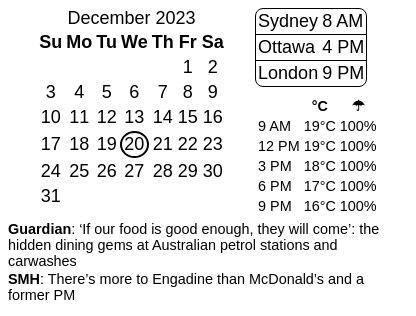 December 2023
Su Mo Tu We Th Fr Sa
1 2
3 4 5 6 7 8 9
10 11 12 13 14 15 16
17 18 19 20 21 22 23
24 25 26 27 28 29 30
31
Sydney 8 AM
Ottawa 4 PM
London 9 PM
°C ☂
9 AM 19°C 100%
12 PM 19°C 100%
3 PM 18°C 100%
6 PM 17°C 100%
9 PM 16°C 100%
Guardian: ‘If our food is good enough, they will come’: the
hidden dining gems at Australian petrol stations and
carwashes
SMH: There’s more to Engadine than McDonald’s and a
former PM